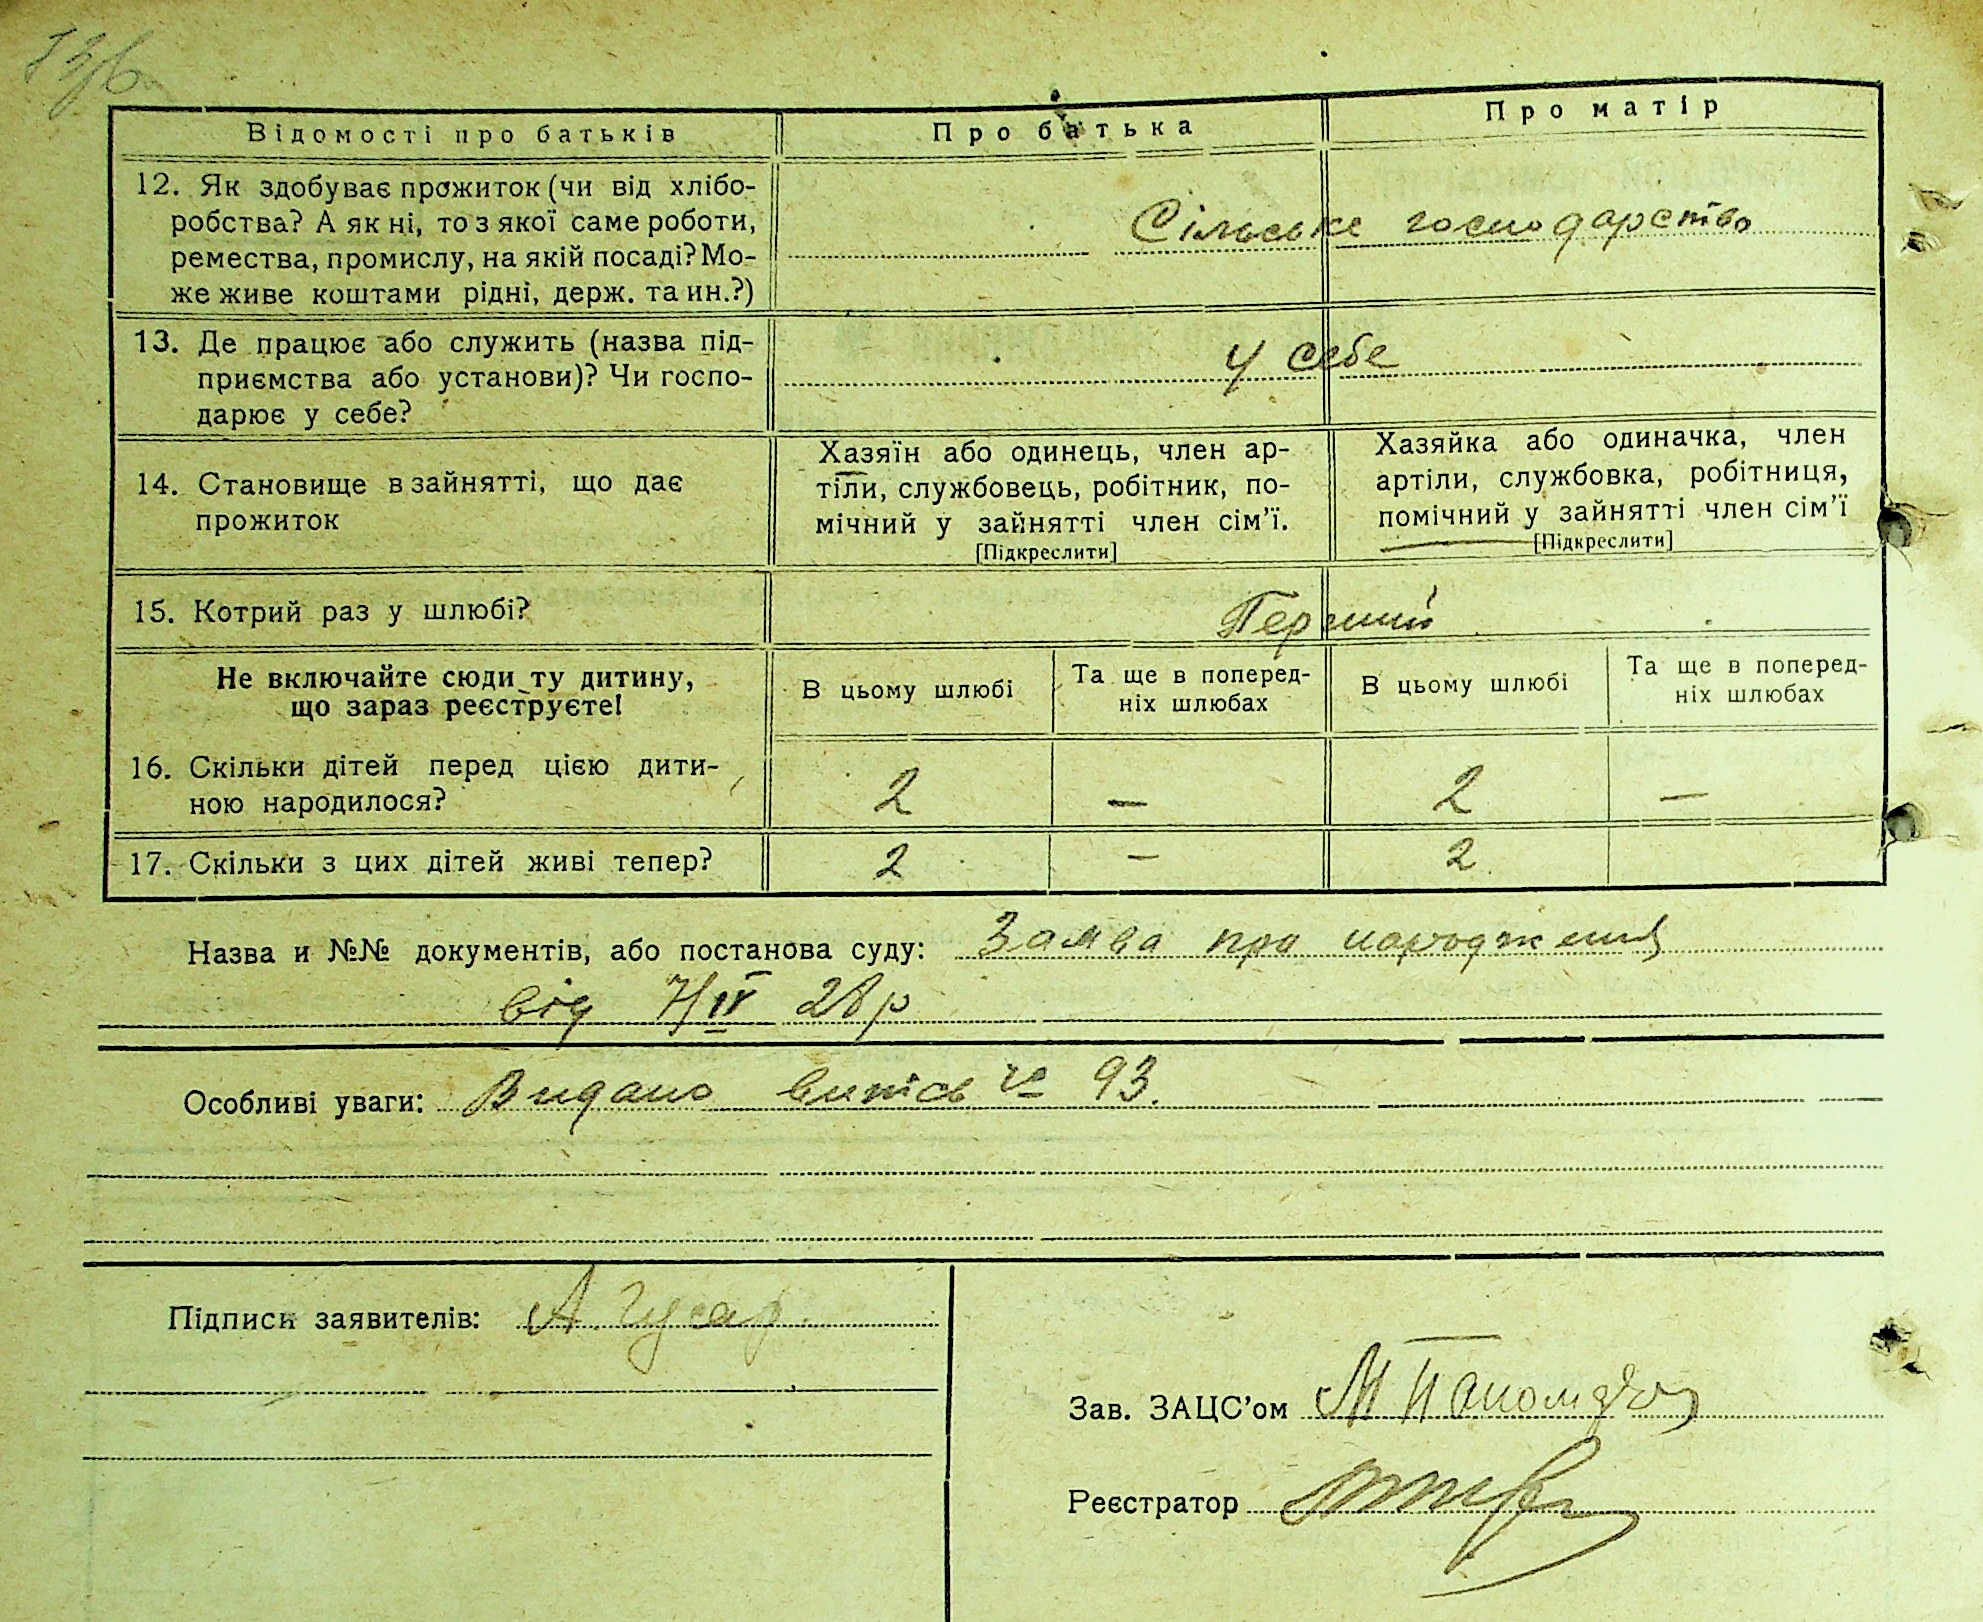 Відомості про батьків Про батька Про матір
12. Як здобуває прожиток (чи від хлібо-
робства? А як ні, то з якої саме роботи,
ремества, промислу, на якій посаді? Мо-
же живе коштами рідні, держ. та ин.?)
Сільське господарство
13. Де працює або служить (назва під-
приємства або установи)? Чи госпо-
дарює у себе?
У себе
14. Становище в зайнятті, що дає
прожиток
Хазяїн або одинець, член ар-
тіли, службовець, робітник, по-
мічний у зайнятті член сім’ї.
[Підкреслити]
Хазяйка або одиначка, член
артіли, службовка, робітниця,
помічний у зайнятті член сім’ї
[Підкреслити]
15. Котрий раз у шлюбі?
Перший
Не включайте сюди ту дитину,
що зараз реєструєте!
В цьому шлюбі
Та ще в поперед-
ніх шлюбах
В цьому шлюбі
Та ще в поперед-
ніх шлюбах
16. Скільки дітей перед цією дити-
ною народилося?
2 — 2 —
17. Скільки з цих дітей живі тепер? 2 — 2
Назва и №№ документів, або постанова суду: Заява про народження
від 7/IV 28 р
Особливі уваги: Видано витісь № 93.
Підписи заявителів: А. Гусар.
Зав. ЗАЦС’ом М
Реєстратор